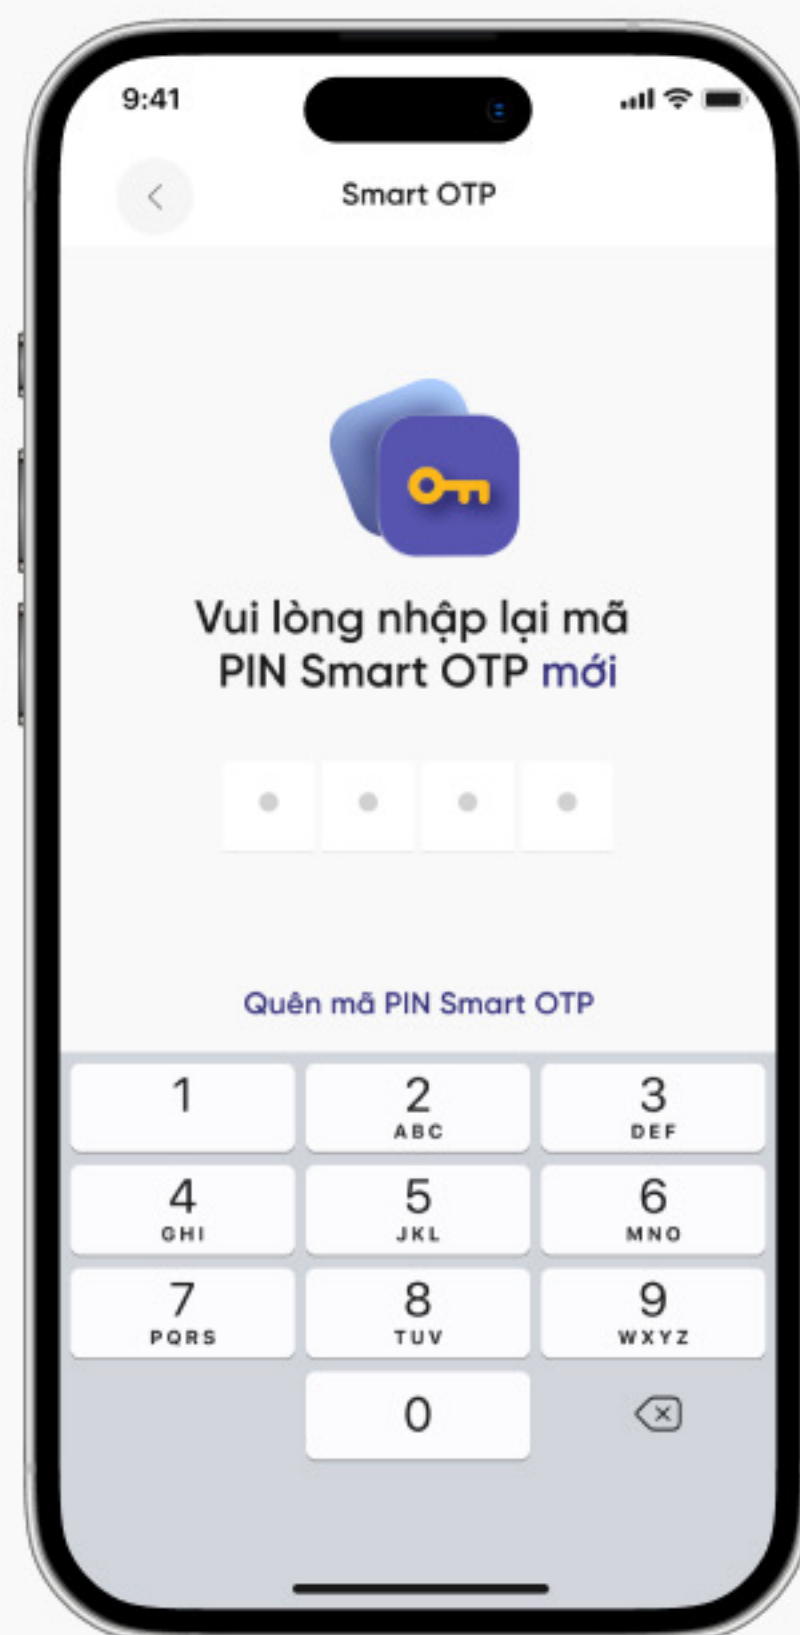 9:41
Smart OTP
Vui lòng nhập lại mã
PIN Smart OTP mới
Quên mã PIN Smart OTP
1
2
3
ABC
DEF
4
5
6
GHI
JKL
MNO
7
8
9
PQRS
TUV
WXYZ
0